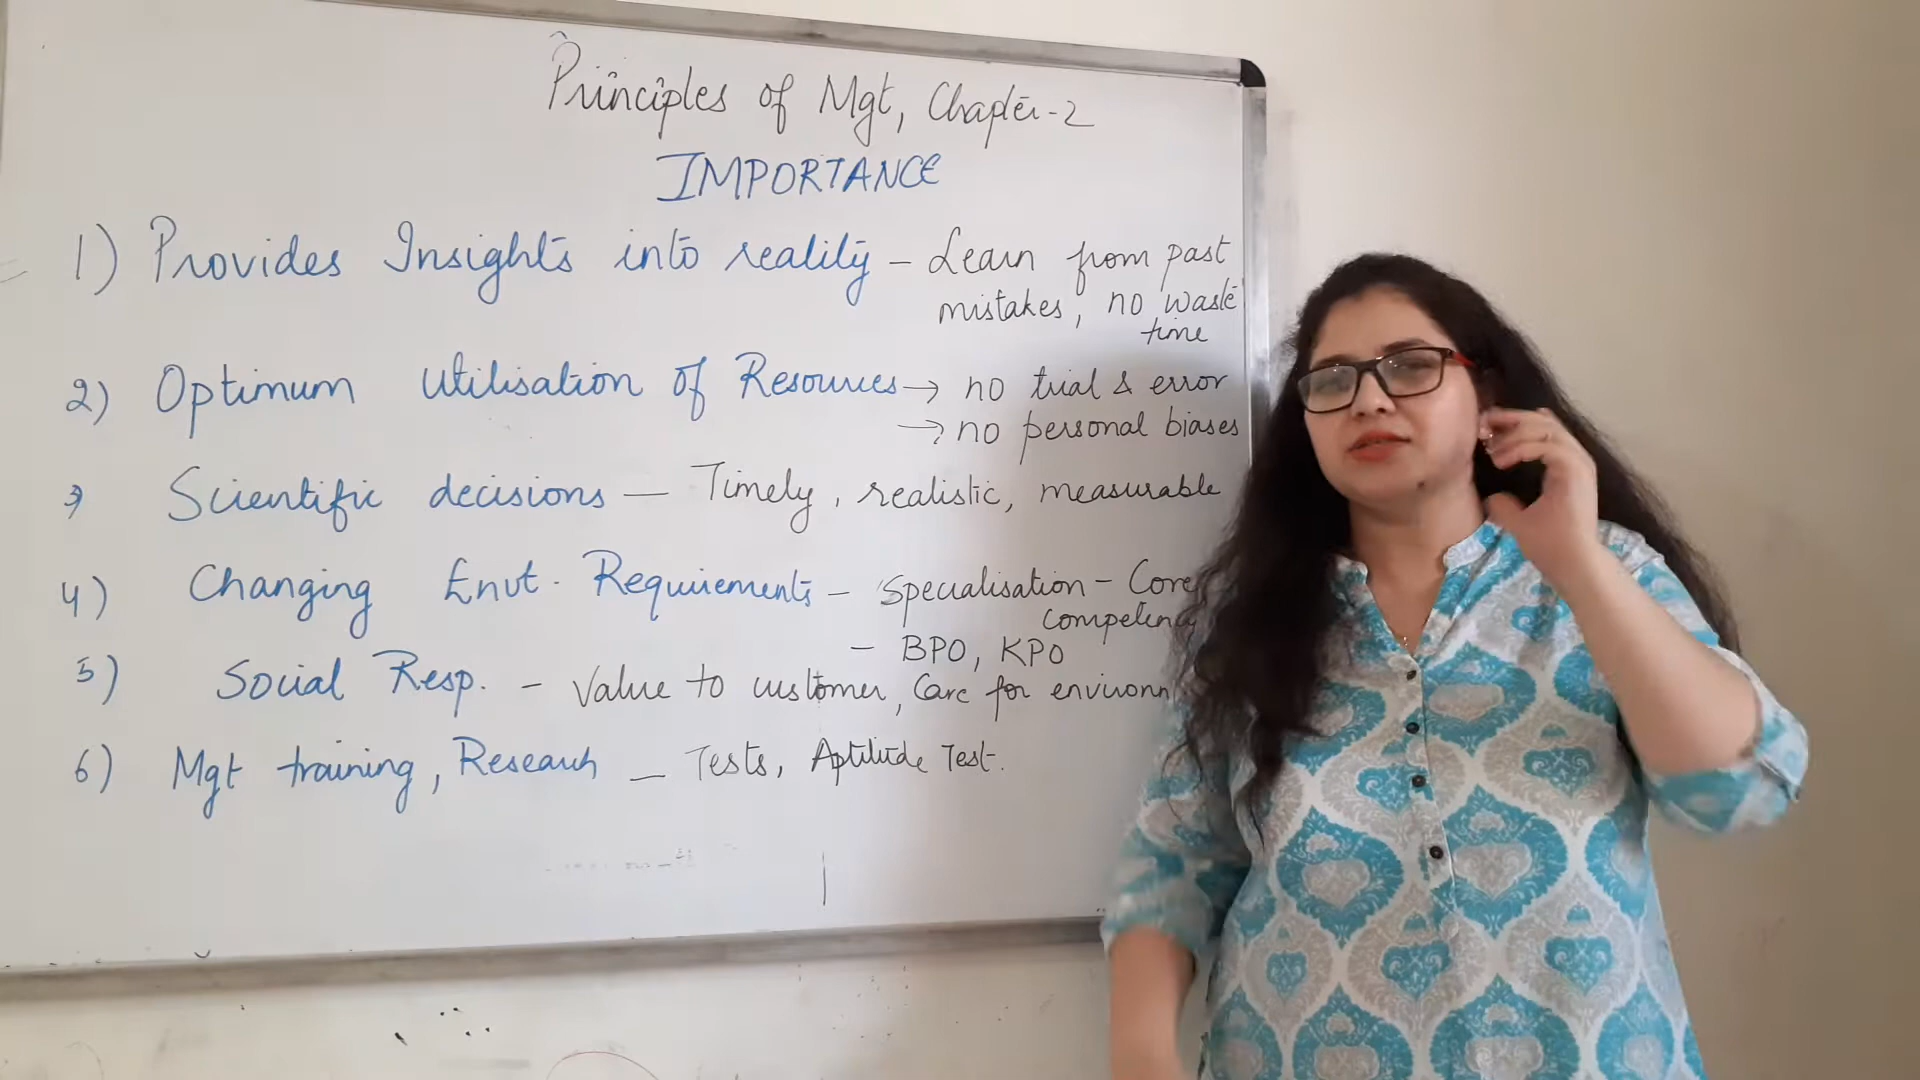 Principles of Mgt, Chapter-2
IMPORTANCE
1) Provides Insights into reality – Learn from past
mistakes, no waste
time
2) Optimum Utilisation of Resources → no trial & error
→ no personal biases
3 Scientific decisions — Timely, realistic, measurable
4) Changing Envt. Requirements – Specialisation – Core
competency
– BPO, KPO
5) Social Resp. – Value to customer, Care for environ
6) Mgt training, Research – Tests, Aptitude Test.